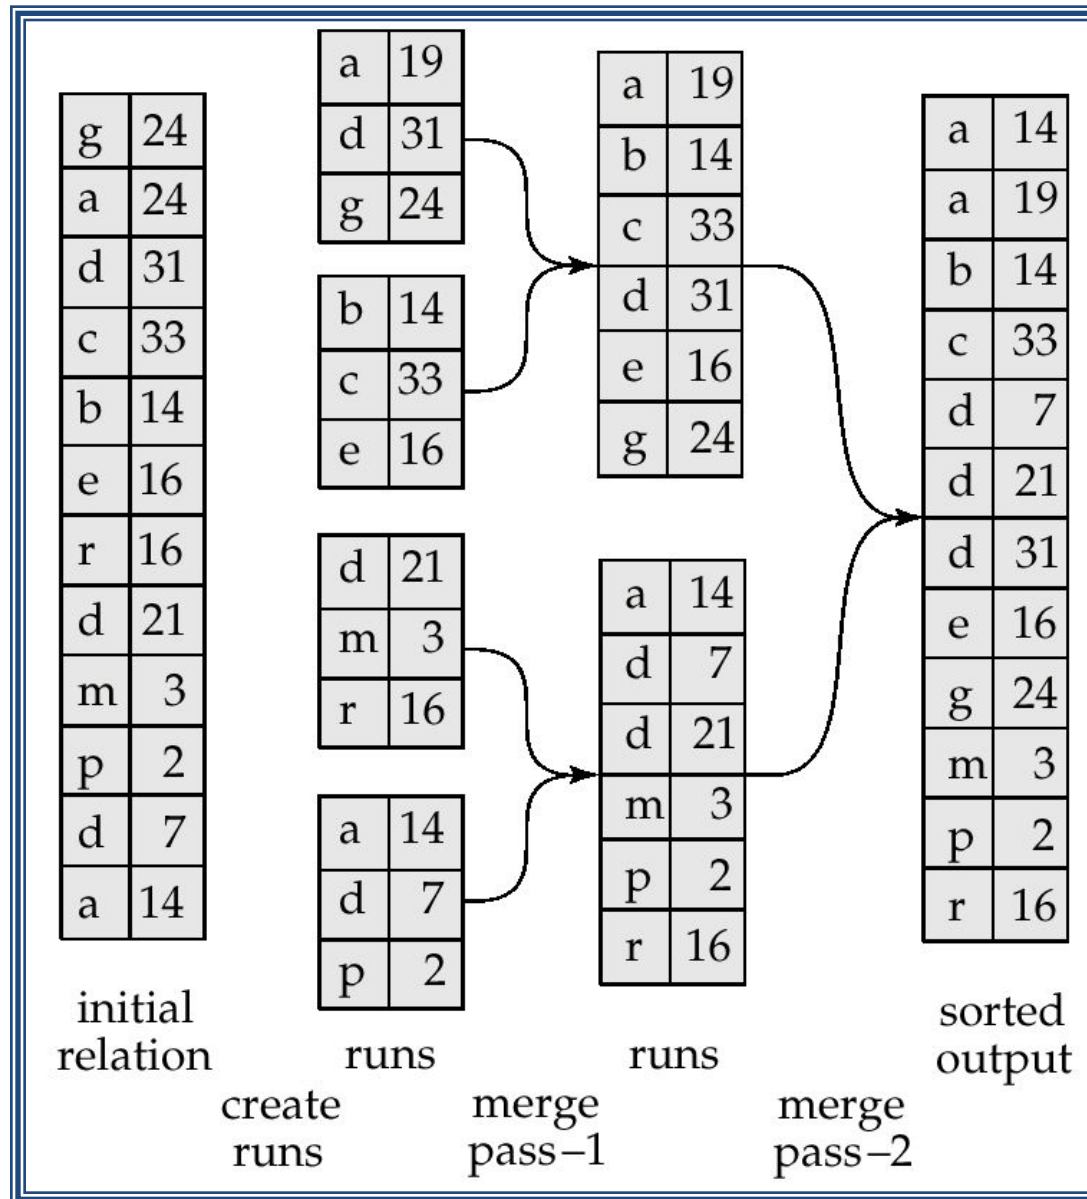 g 24
a 24
d 31
c 33
b 14
e 16
r 16
d 21
m 3
p 2
d 7
a 14
initial
relation
create
runs
a 19
d 31
g 24
b 14
c 33
e 16
d 21
m 3
r 16
a 14
d 7
p 2
runs
merge
pass–1
a 19
b 14
c 33
d 31
e 16
g 24
a 14
d 7
d 21
m 3
p 2
r 16
runs
merge
pass–2
a 14
a 19
b 14
c 33
d 7
d 21
d 31
e 16
g 24
m 3
p 2
r 16
sorted
output